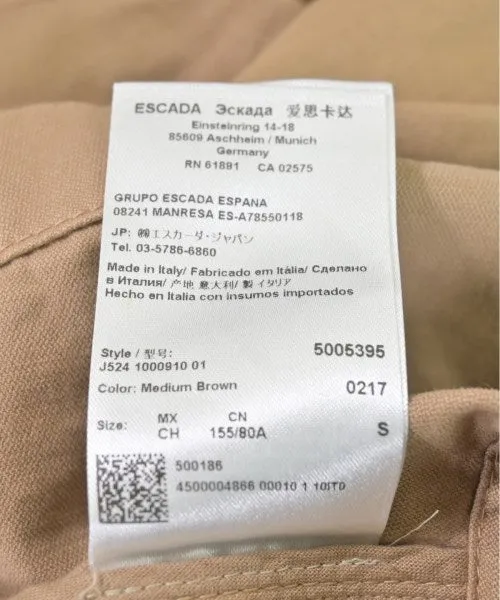 ESCADA Эскада 爱思卡达
Einsteinring 14-18
85609 Aschheim / Munich
Germany
RN 61891 CA 02575
GRUPO ESCADA ESPANA
08241 MANRESA ES-A78550118
JP: ㈱エスカーダ・ジャパン
Tel. 03-5786-6860
Made in Italy/ Fabricado em Itália/ Сделано
в Италии/ 产地 意大利/ 製 イタリア
Hecho en Italia con insumos importados
Style / 型号: 5005395
J524 1000910 01
Color: Medium Brown 0217
MX CN
Size: CH 155/80A S
500186
4500004866 00010 1 10STD